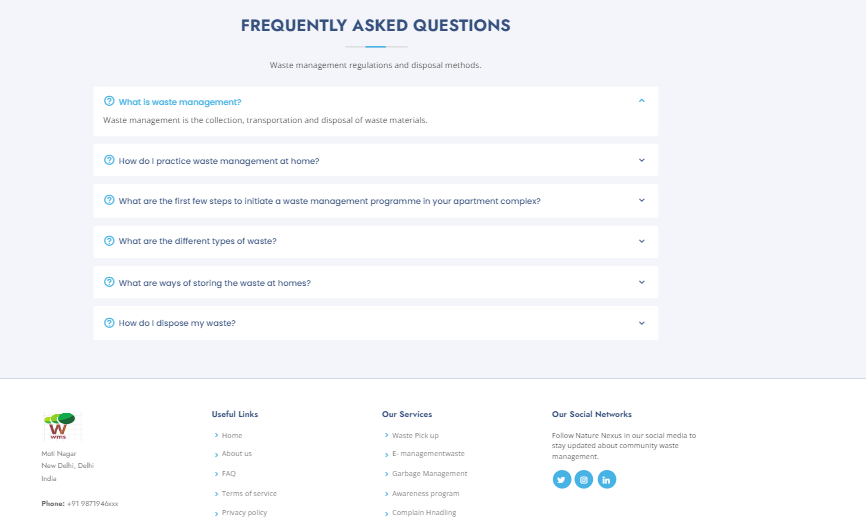 FREQUENTLY ASKED QUESTIONS
Waste management regulations and disposal methods.
What is waste management?
Waste management is the collection, transportation and disposal of waste materials.
How do I practice waste management at home?
What are the first few steps to initiate a waste management programme in your apartment complex?
What are the different types of waste?
What are ways of storing the waste at homes?
How do I dispose my waste?
W
wms
Moti Nagar
New Delhi, Delhi
India
Phone: +91 9871946xxx
Useful Links
Home
About us
FAQ
Terms of service
Privacy policy
Our Services
Waste Pick up
E- managementwaste
Garbage Management
Awareness program
Complain Hnadling
Our Social Networks
Follow Nature Nexus in our social media to
stay updated about community waste
management.